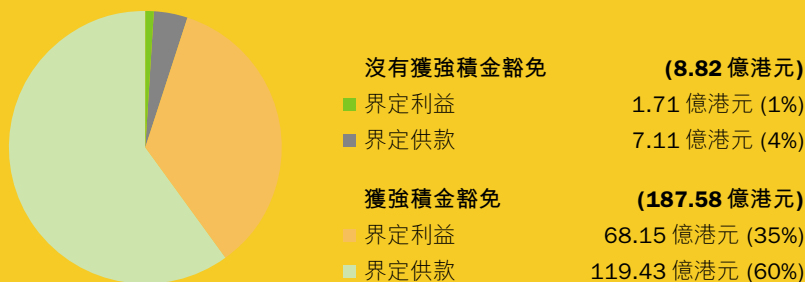 沒有獲強積金豁免 (8.82 億港元)
界定利益 1.71 億港元 (1%)
界定供款 7.11 億港元 (4%)
獲強積金豁免 (187.58 億港元)
界定利益 68.15 億港元 (35%)
界定供款 119.43 億港元 (60%)